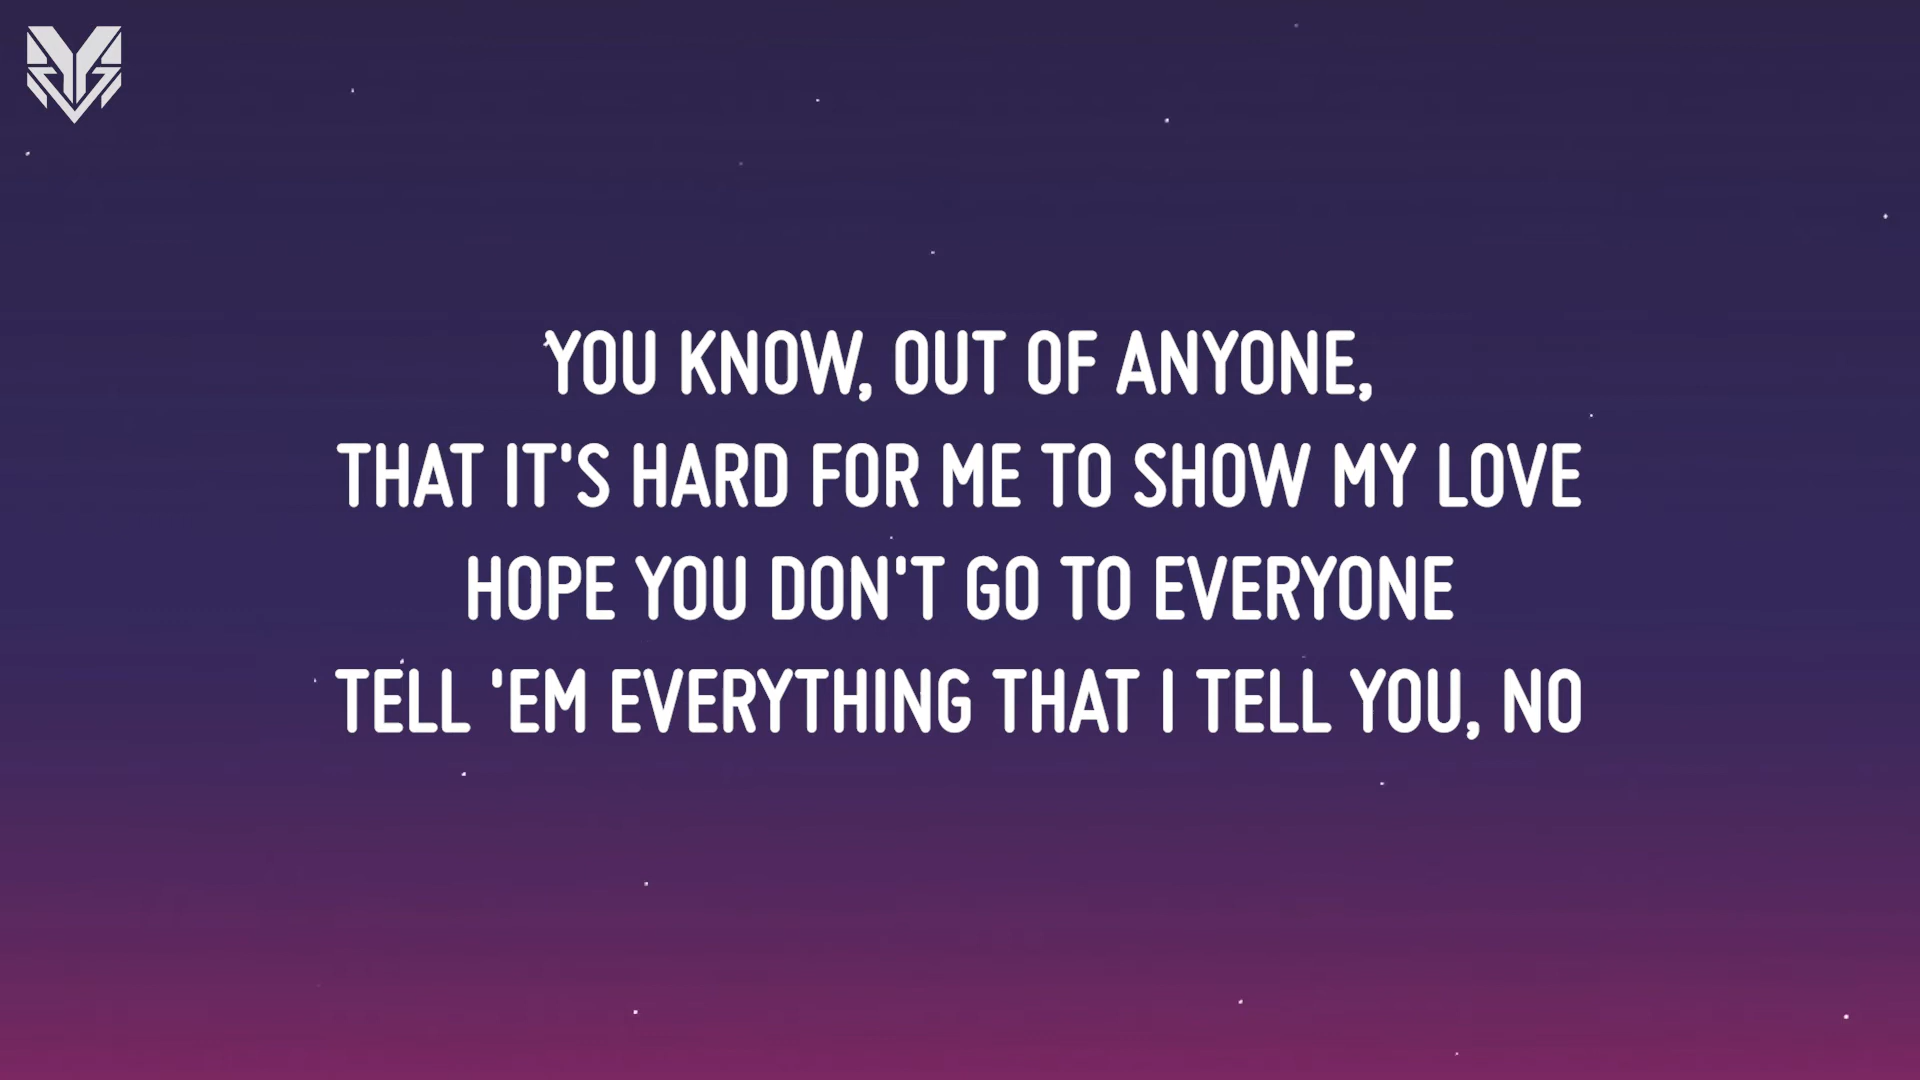 YOU KNOW, OUT OF ANYONE,
THAT IT'S HARD FOR ME TO SHOW MY LOVE
HOPE YOU DON'T GO TO EVERYONE
TELL 'EM EVERYTHING THAT I TELL YOU, NO